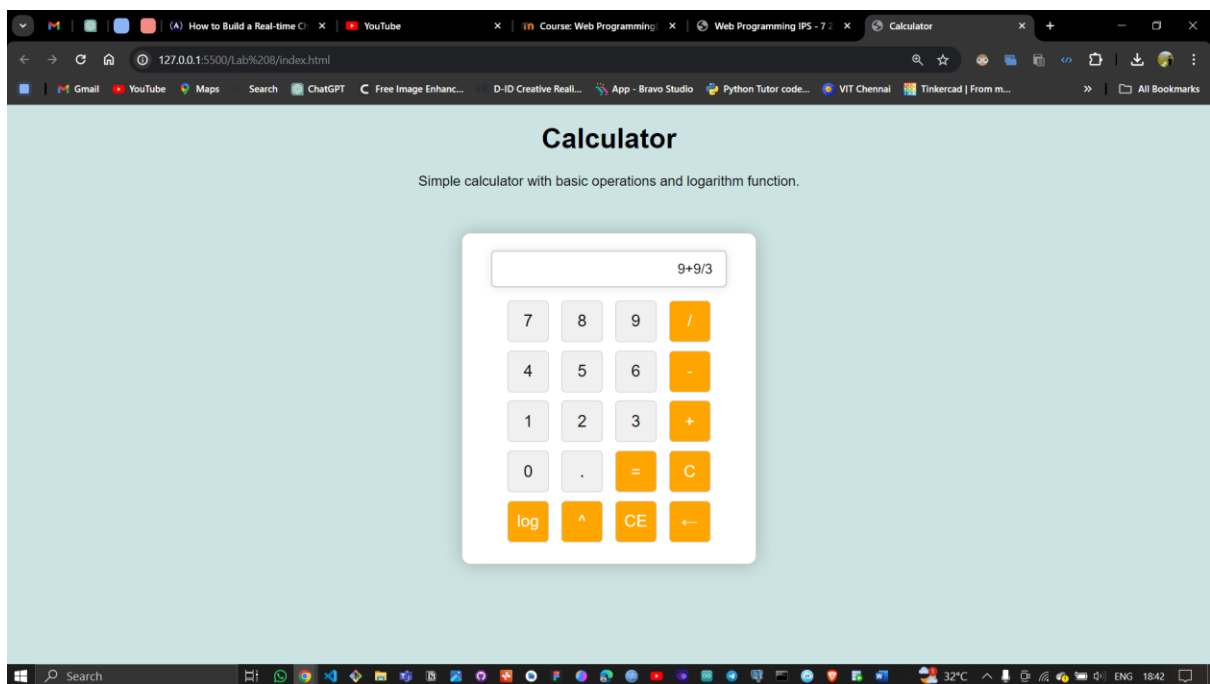 How to Build a Real-time Ch
YouTube
Course: Web Programming
Web Programming IPS - 7 2
Calculator
127.0.0.1:5500/Lab%208/index.html
Gmail YouTube Maps Search ChatGPT Free Image Enhanc... D-ID Creative Reali... App - Bravo Studio Python Tutor code... VIT Chennai Tinkercad | From m... » All Bookmarks
Calculator
Simple calculator with basic operations and logarithm function.
9+9/3
7 8 9 /
4 5 6 -
1 2 3 +
0 . = C
log ^ CE ←
Search 32°C ENG 18:42